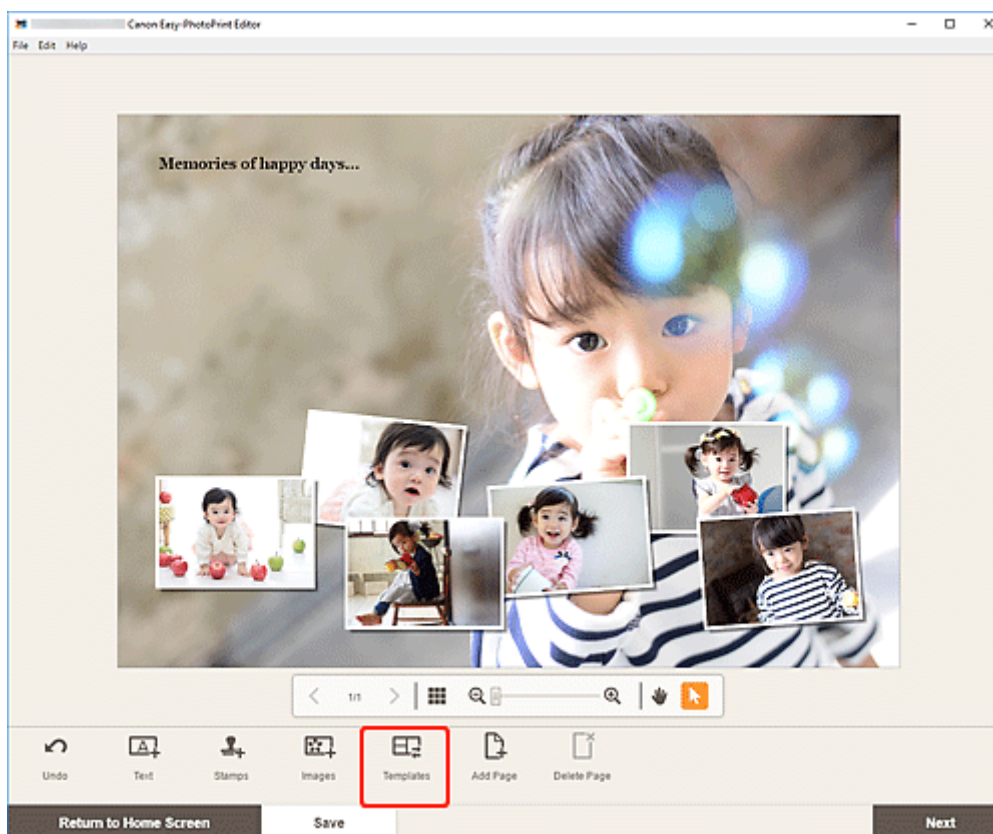 Canon Easy-PhotoPrint Editor
File Edit Help
Memories of happy days...
1/1
Undo Text Stamps Images Templates Add Page Delete Page
Return to Home Screen Save Next